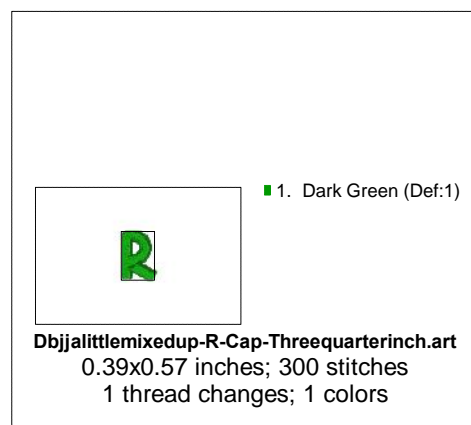 1. Dark Green (Def:1)
R
Dbjjalittlemixedup-R-Cap-Threequarterinch.art
0.39x0.57 inches; 300 stitches
1 thread changes; 1 colors